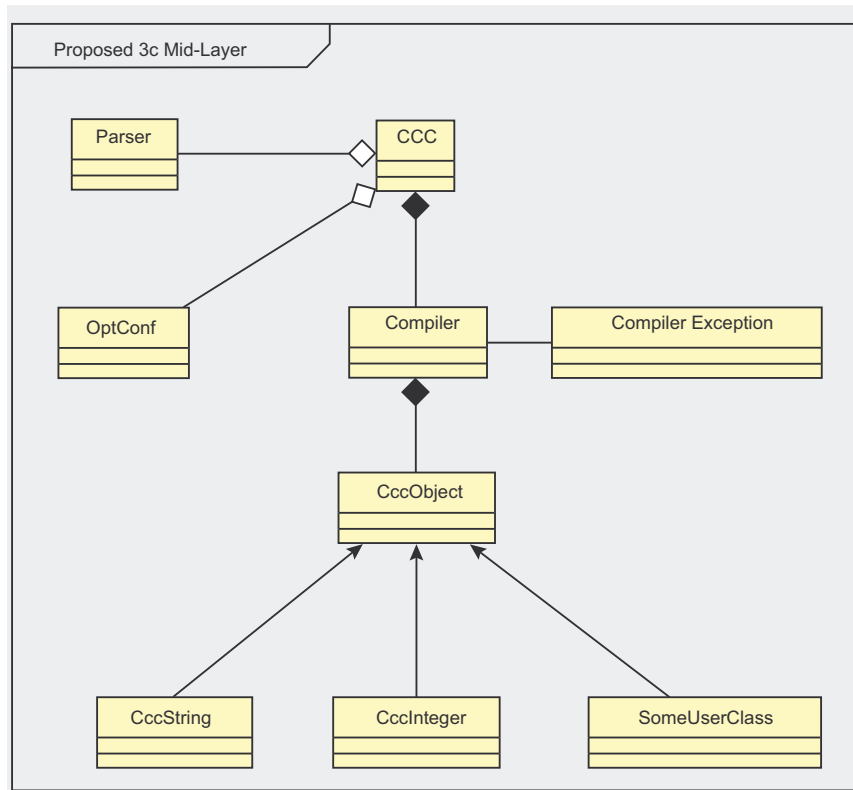 Proposed 3c Mid-Layer
Parser
CCC
OptConf
Compiler
Compiler Exception
CccObject
CccString
CccInteger
SomeUserClass